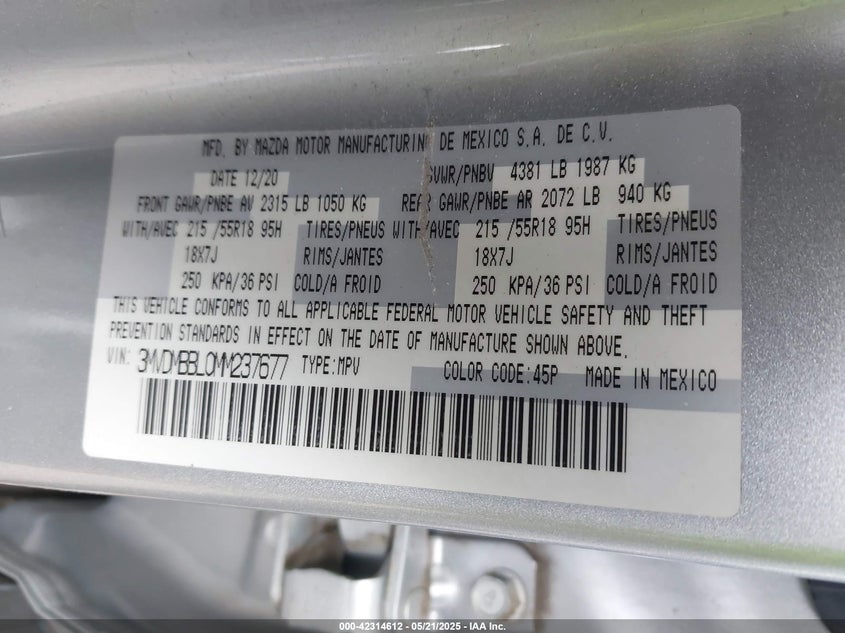 MFD. BY MAZDA MOTOR MANUFACTURING DE MEXICO S.A. DE C.V.
DATE 12/20 GVWR/PNBV 4381 LB 1987 KG
FRONT GAWR/PNBE AV 2315 LB 1050 KG REAR GAWR/PNBE AR 2072 LB 940 KG
WITH/AVEC 215 /55R18 95H TIRES/PNEUS WITH/AVEC 215 /55R18 95H TIRES/PNEUS
18X7J RIMS/JANTES 18X7J RIMS/JANTES
250 KPA/36 PSI COLD/A FROID 250 KPA/36 PSI COLD/A FROID
THIS VEHICLE CONFORMS TO ALL APPLICABLE FEDERAL MOTOR VEHICLE SAFETY AND THEFT
PREVENTION STANDARDS IN EFFECT ON THE DATE OF MANUFACTURE SHOWN ABOVE.
VIN: 3MVDMBBL0MM237677 TYPE:MPV COLOR CODE:45P MADE IN MEXICO
000-42314612 - 05/21/2025 - IAA Inc.